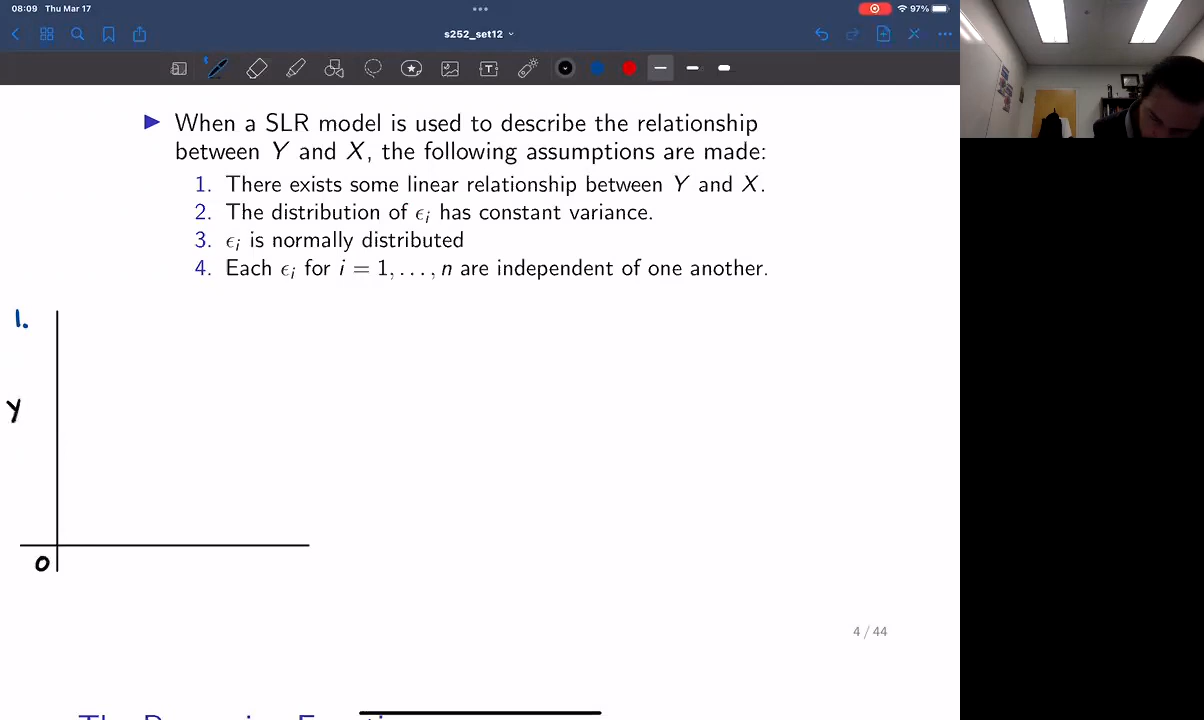 08:09 Thu Mar 17
97%
s252_set12
▶ When a SLR model is used to describe the relationship
between Y and X, the following assumptions are made:
1. There exists some linear relationship between Y and X.
2. The distribution of ϵᵢ has constant variance.
3. ϵᵢ is normally distributed
4. Each ϵᵢ for i = 1, . . . , n are independent of one another.
1.
Y
0
4 / 44